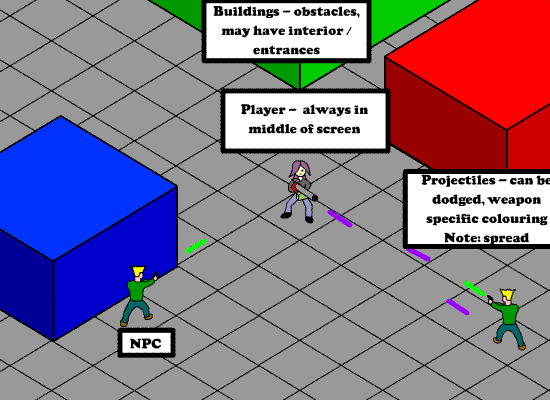 Buildings – obstacles,
may have interior /
entrances
Player – always in
middle of screen
Projectiles – can be
dodged, weapon
specific colouring
Note: spread
NPC